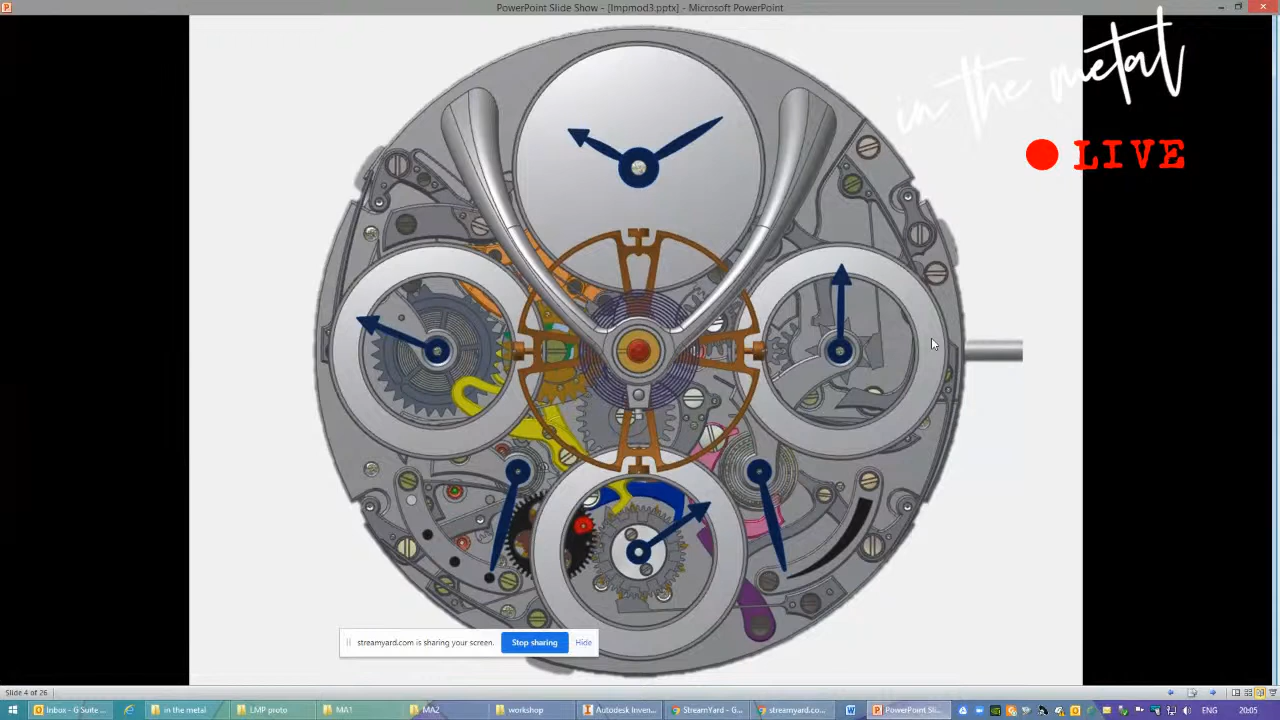 PowerPoint Slide Show - [lmpmod3.pptx] - Microsoft PowerPoint
in the metal
LIVE
streamyard.com is sharing your screen.
Stop sharing
Hide
Slide 4 of 26
Inbox - G Suite ...
in the metal
LMP proto
MA1
MA2
workshop
Autodesk Inven...
StreamYard - G...
streamyard.com...
PowerPoint Sli...
ENG
20:05